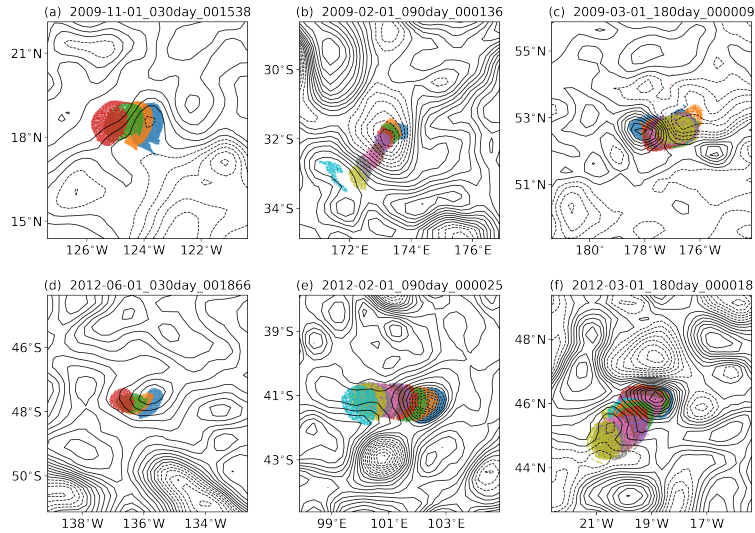 (a) 2009-11-01_030day_001538
21°N
18°N
15°N
126°W 124°W 122°W
(b) 2009-02-01_090day_000136
30°S
32°S
34°S
172°E 174°E 176°E
(c) 2009-03-01_180day_000009
55°N
53°N
51°N
180° 178°W 176°W
(d) 2012-06-01_030day_001866
46°S
48°S
50°S
138°W 136°W 134°W
(e) 2012-02-01_090day_000025
39°S
41°S
43°S
99°E 101°E 103°E
(f) 2012-03-01_180day_000018
48°N
46°N
44°N
21°W 19°W 17°W